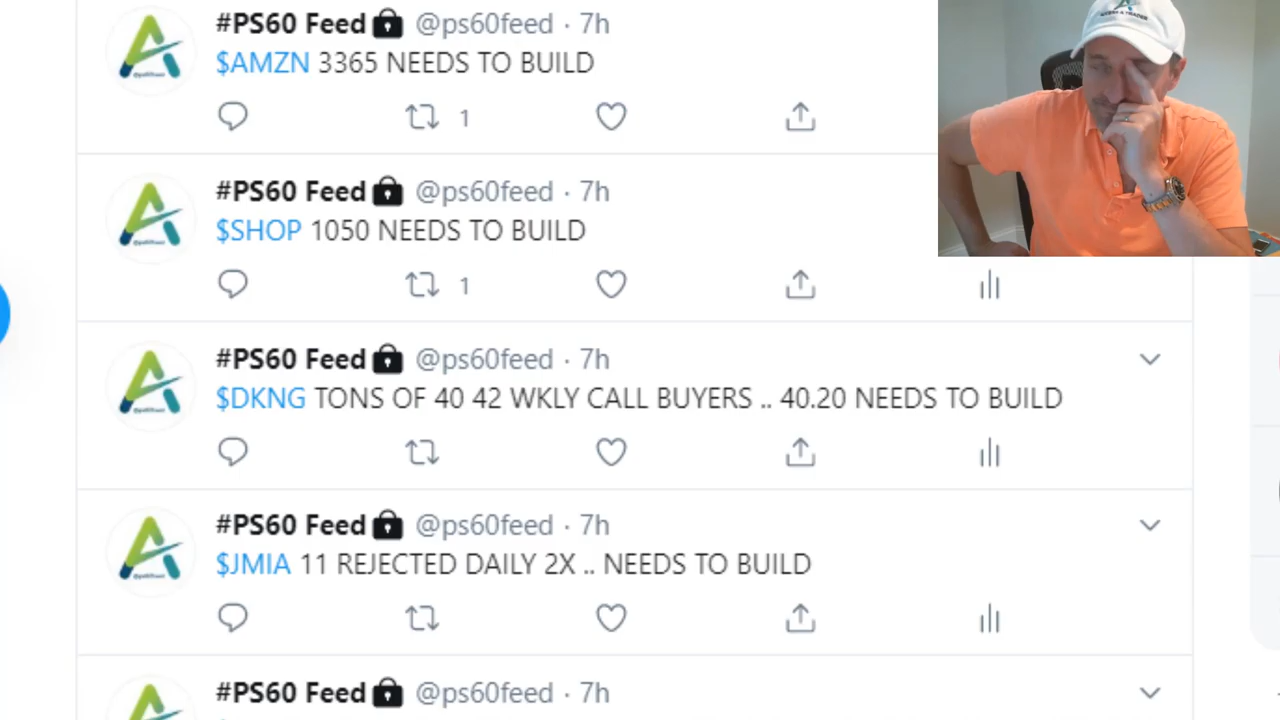 #PS60 Feed @ps60feed · 7h
$AMZN 3365 NEEDS TO BUILD
1
#PS60 Feed @ps60feed · 7h
$SHOP 1050 NEEDS TO BUILD
1
#PS60 Feed @ps60feed · 7h
$DKNG TONS OF 40 42 WKLY CALL BUYERS .. 40.20 NEEDS TO BUILD
#PS60 Feed @ps60feed · 7h
$JMIA 11 REJECTED DAILY 2X .. NEEDS TO BUILD
#PS60 Feed @ps60feed · 7h